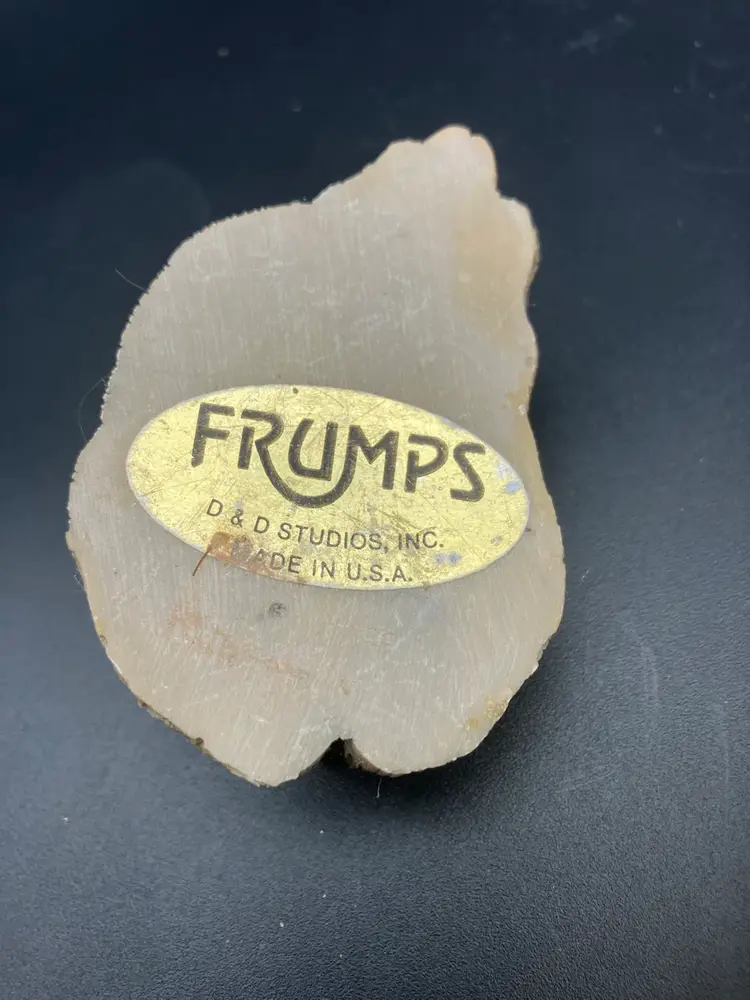 FRUMPS
D & D STUDIOS, INC.
MADE IN U.S.A.